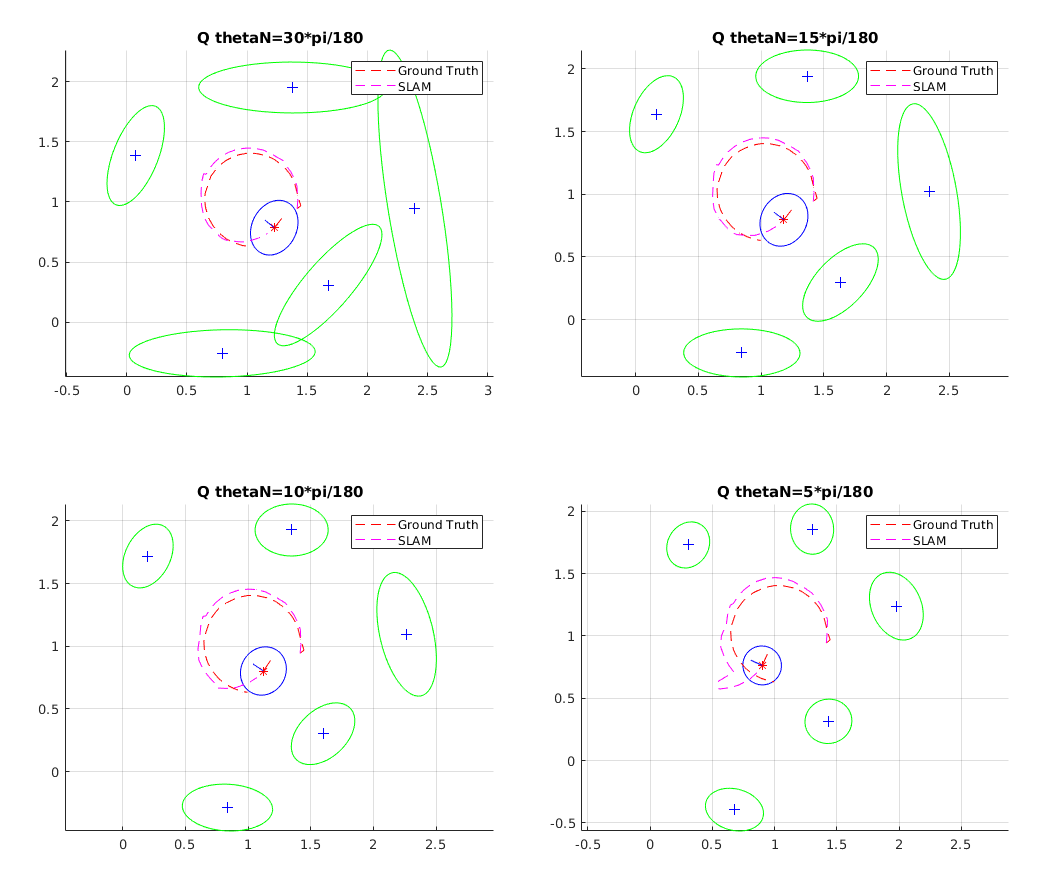 Q thetaN=30*pi/180
Ground Truth
SLAM
2
1.5
1
0.5
0
-0.5 0 0.5 1 1.5 2 2.5 3
Q thetaN=15*pi/180
Ground Truth
SLAM
2
1.5
1
0.5
0
0 0.5 1 1.5 2 2.5
Q thetaN=10*pi/180
Ground Truth
SLAM
2
1.5
1
0.5
0
0 0.5 1 1.5 2 2.5
Q thetaN=5*pi/180
Ground Truth
SLAM
2
1.5
1
0.5
0
-0.5
-0.5 0 0.5 1 1.5 2 2.5